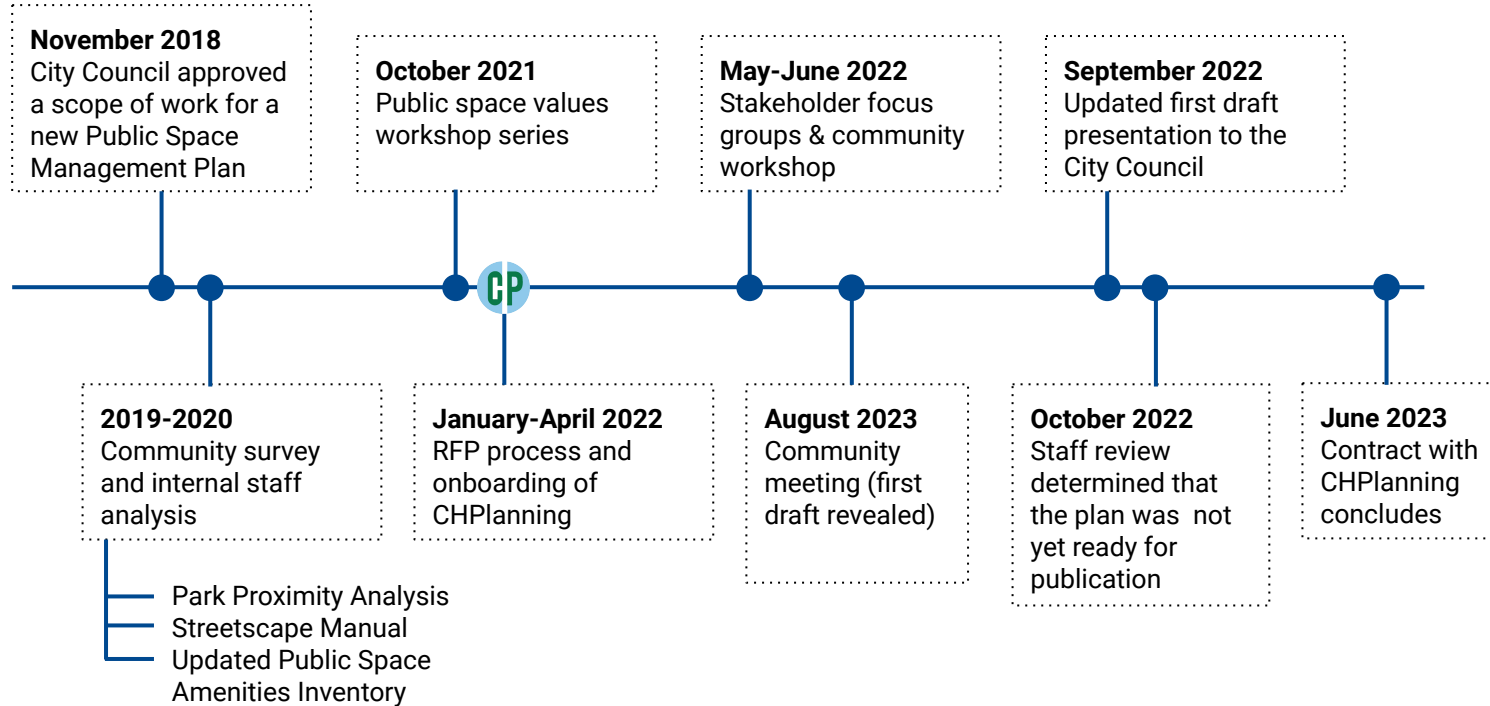 November 2018
City Council approved
a scope of work for a
new Public Space
Management Plan
October 2021
Public space values
workshop series
May-June 2022
Stakeholder focus
groups & community
workshop
September 2022
Updated first draft
presentation to the
City Council
CP
2019-2020
Community survey
and internal staff
analysis
January-April 2022
RFP process and
onboarding of
CHPlanning
August 2023
Community
meeting (first
draft revealed)
October 2022
Staff review
determined that
the plan was  not
yet ready for
publication
June 2023
Contract with
CHPlanning
concludes
Park Proximity Analysis
Streetscape Manual
Updated Public Space
Amenities Inventory